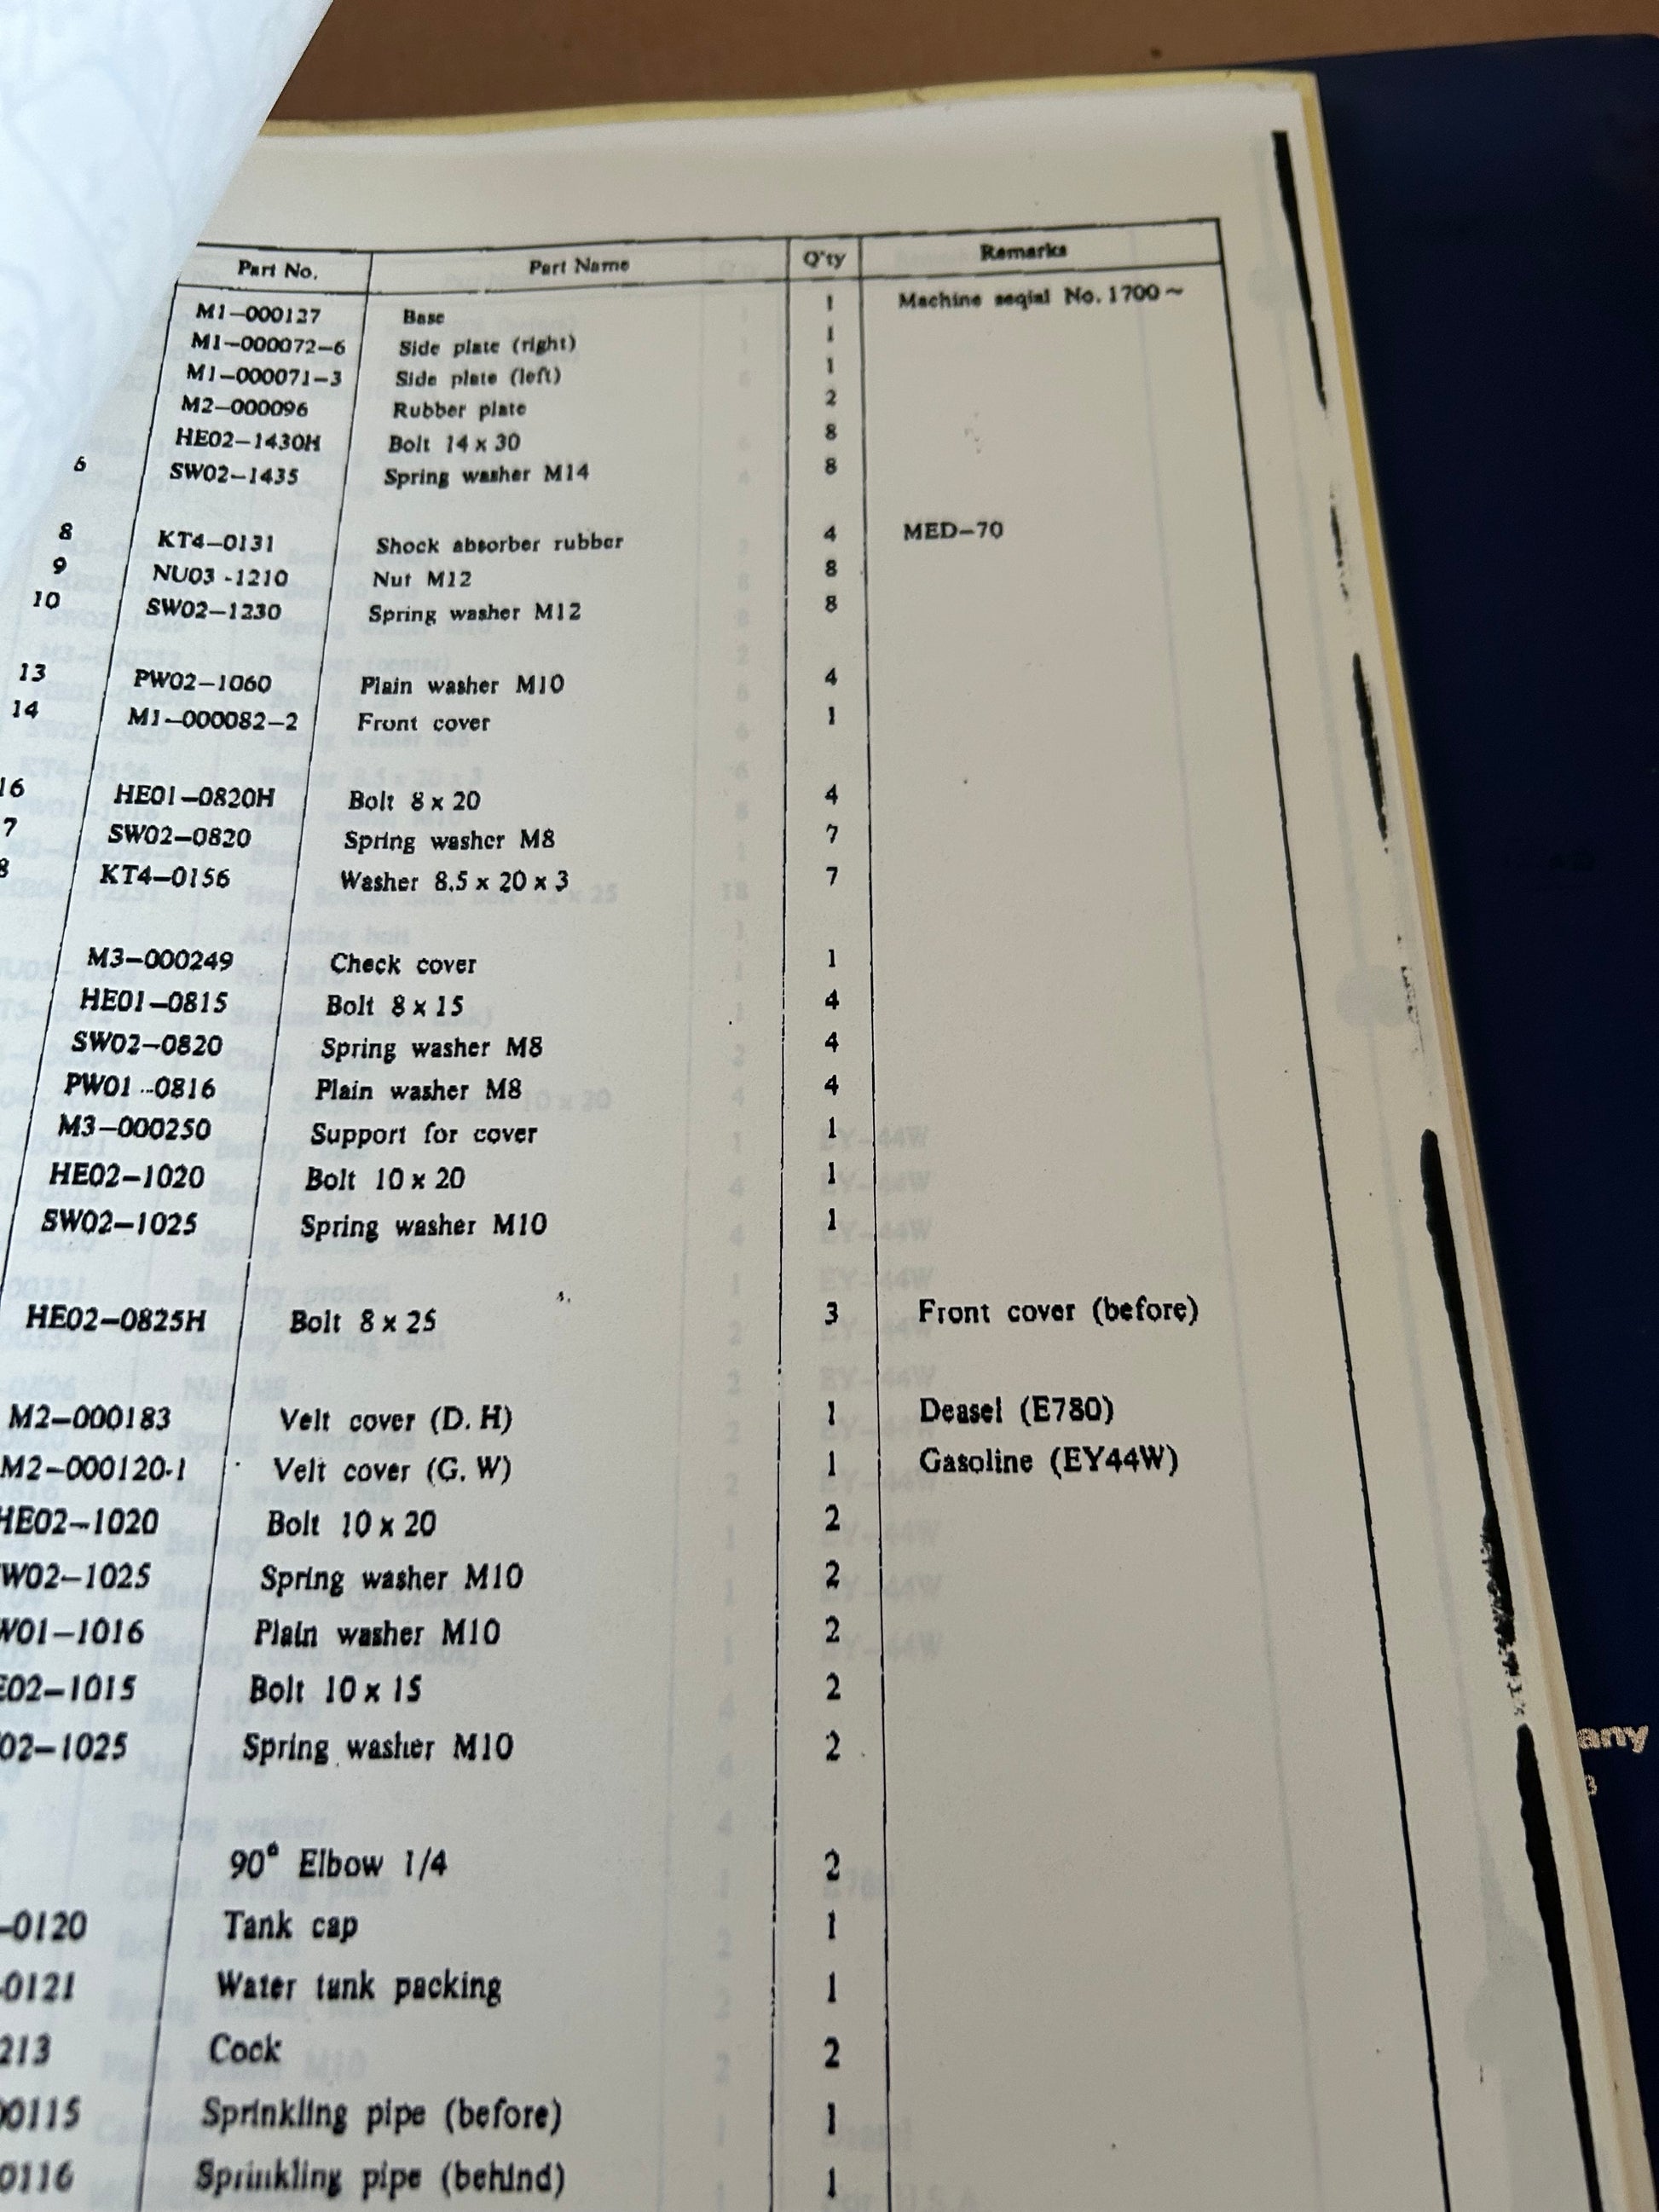 Part No. Part Name Q'ty Remarks
M1-000127 Base 1 Machine seqial No. 1700~
M1-000072-6 Side plate (right) 1
M1-000071-3 Side plate (left) 1
M2-000096 Rubber plate 2
HE02-1430H Bolt 14 x 30 8
6 SW02-1435 Spring washer M14 8
8 KT4-0131 Shock absorber rubber 4 MED-70
9 NU03-1210 Nut M12 8
10 SW02-1230 Spring washer M12 8
13 PW02-1060 Plain washer M10 4
14 M1-000082-2 Front cover 1
16 HE01-0820H Bolt 8 x 20 4
7 SW02-0820 Spring washer M8 7
8 KT4-0156 Washer 8.5 x 20 x 3 7
M3-000249 Check cover 1
HE01-0815 Bolt 8 x 15 4
SW02-0820 Spring washer M8 4
PW01-0816 Plain washer M8 4
M3-000250 Support for cover 1
HE02-1020 Bolt 10 x 20 1
SW02-1025 Spring washer M10 1
HE02-0825H Bolt 8 x 25 3 Front cover (before)
M2-000183 Velt cover (D. H) 1 Deasel (E780)
M2-000120-1 Velt cover (G. W) 1 Gasoline (EY44W)
HE02-1020 Bolt 10 x 20 2
W02-1025 Spring washer M10 2
W01-1016 Plain washer M10 2
E02-1015 Bolt 10 x 15 2
02-1025 Spring washer M10 2
90° Elbow 1/4 2
-0120 Tank cap 1
-0121 Water tank packing 1
213 Cock 2
00115 Sprinkling pipe (before) 1
0116 Sprinkling pipe (behind) 1
any